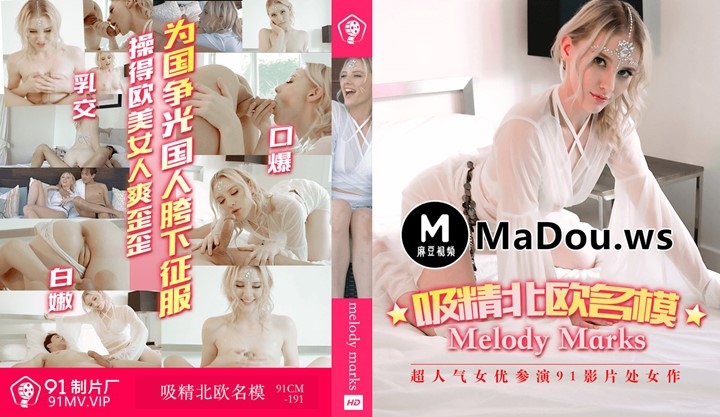 为国争光国人胯下征服
操得欧美女人爽歪歪
乳交
口爆
白嫩
91制片厂
91MV.VIP
吸精北欧名模
91CM
-191
melody marks
HD
M
麻豆视频
MaDou.ws
吸精北欧名模
Melody Marks
超人气女优参演91影片处女作